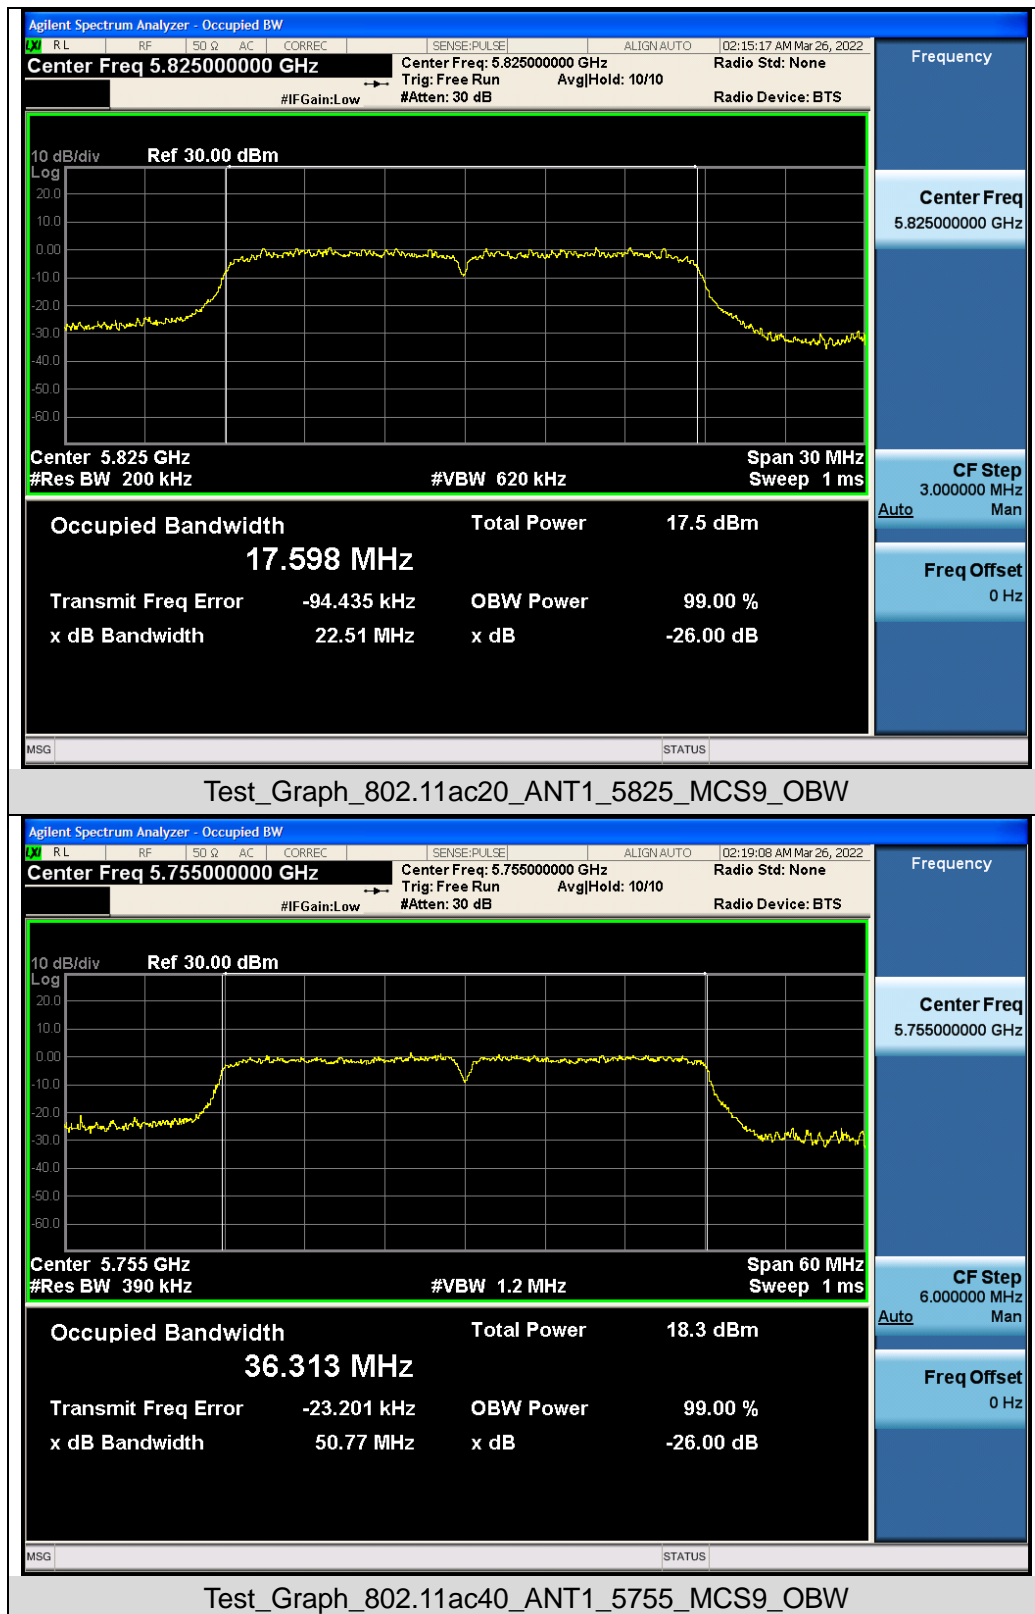 Agilent Spectrum Analyzer - Occupied BW
LXI RL RF 50 Ω AC CORREC SENSE:PULSE ALIGN AUTO 02:15:17 AM Mar 26, 2022
Center Freq 5.825000000 GHz
Center Freq: 5.825000000 GHz
Radio Std: None
Trig: Free Run Avg|Hold: 10/10
#IFGain:Low #Atten: 30 dB Radio Device: BTS
Frequency
10 dB/div Ref 30.00 dBm
Log
20.0
10.0
0.00
-10.0
-20.0
-30.0
-40.0
-50.0
-60.0
Center Freq
5.825000000 GHz
Center 5.825 GHz Span 30 MHz
#Res BW 200 kHz #VBW 620 kHz Sweep 1 ms
CF Step
3.000000 MHz
Auto Man
Occupied Bandwidth Total Power 17.5 dBm
17.598 MHz
Freq Offset
0 Hz
Transmit Freq Error -94.435 kHz OBW Power 99.00 %
x dB Bandwidth 22.51 MHz x dB -26.00 dB
MSG STATUS
Test_Graph_802.11ac20_ANT1_5825_MCS9_OBW
Agilent Spectrum Analyzer - Occupied BW
LXI RL RF 50 Ω AC CORREC SENSE:PULSE ALIGN AUTO 02:19:08 AM Mar 26, 2022
Center Freq 5.755000000 GHz
Center Freq: 5.755000000 GHz
Radio Std: None
Trig: Free Run Avg|Hold: 10/10
#IFGain:Low #Atten: 30 dB Radio Device: BTS
Frequency
10 dB/div Ref 30.00 dBm
Log
20.0
10.0
0.00
-10.0
-20.0
-30.0
-40.0
-50.0
-60.0
Center Freq
5.755000000 GHz
Center 5.755 GHz Span 60 MHz
#Res BW 390 kHz #VBW 1.2 MHz Sweep 1 ms
CF Step
6.000000 MHz
Auto Man
Occupied Bandwidth Total Power 18.3 dBm
36.313 MHz
Freq Offset
0 Hz
Transmit Freq Error -23.201 kHz OBW Power 99.00 %
x dB Bandwidth 50.77 MHz x dB -26.00 dB
MSG STATUS
Test_Graph_802.11ac40_ANT1_5755_MCS9_OBW